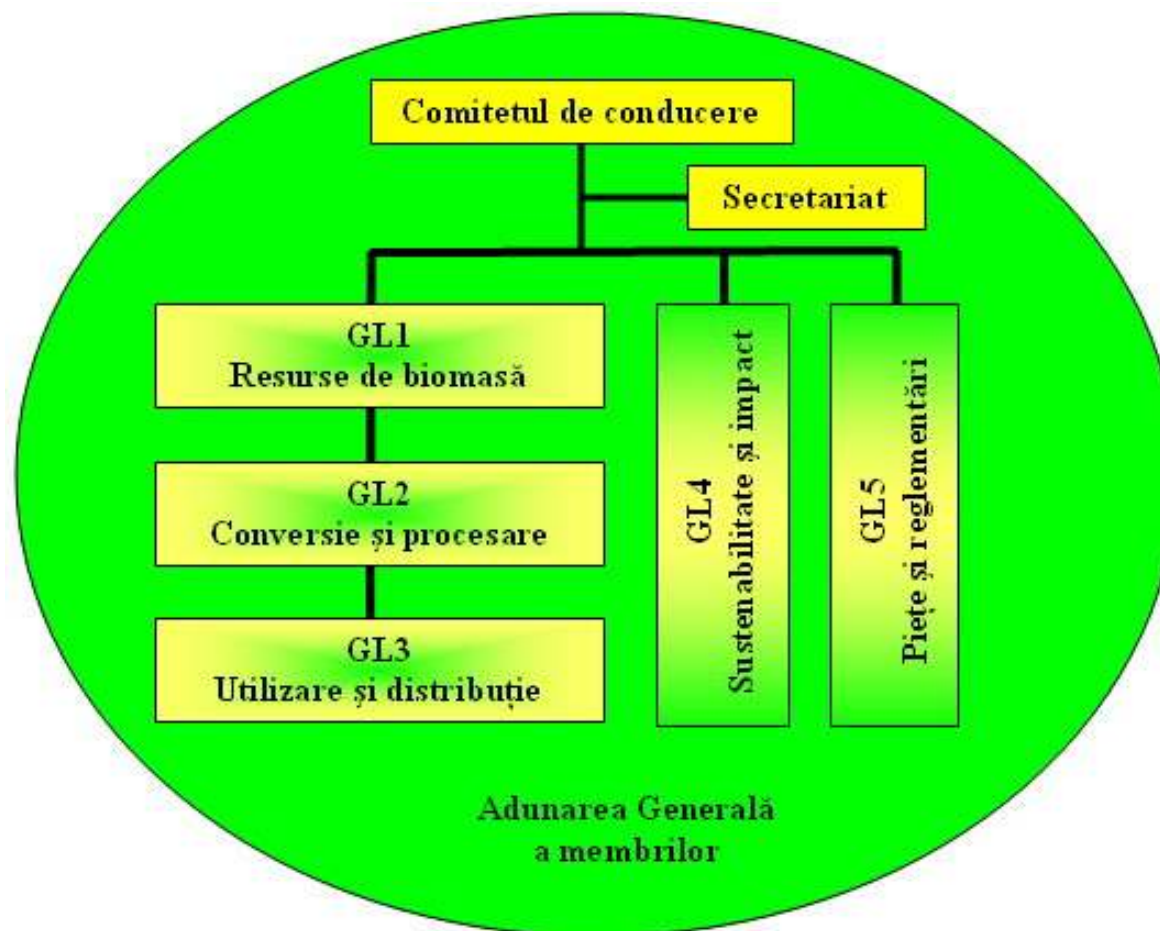 Comitetul de conducere
Secretariat
GL1
Resurse de biomasă
GL2
Conversie și procesare
GL3
Utilizare și distribuție
GL4
Sustenabilitate și impact
GL5
Piețe și reglementări
Adunarea Generală
a membrilor